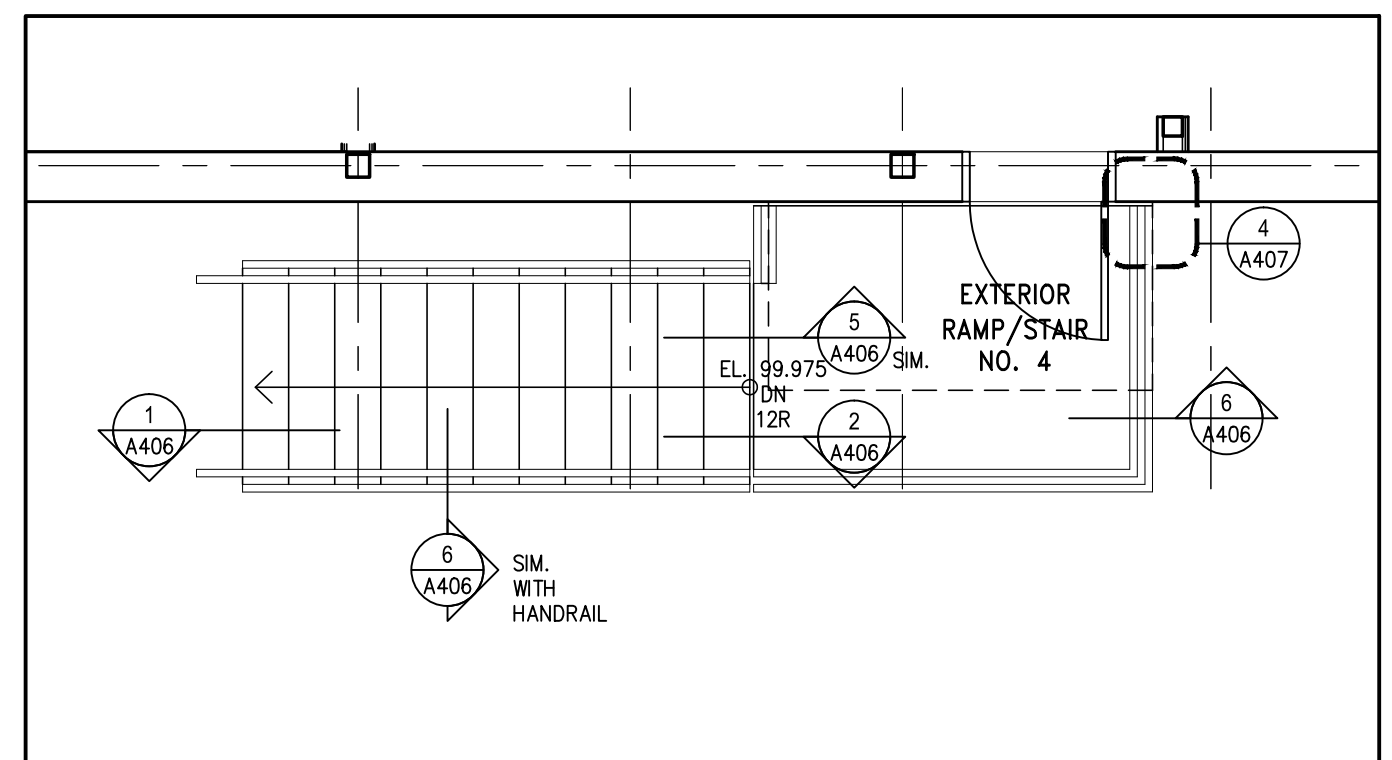 4
A407
EXTERIOR
RAMP/STAIR
NO. 4
5
A406 SIM.
EL. 99.975
DN
12R
1
A406
2
A406
6
A406
6
A406
SIM.
WITH
HANDRAIL